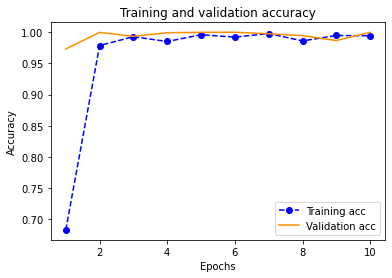 Training and validation accuracy
Accuracy
1.00
0.95
0.90
0.85
0.80
0.75
0.70
Training acc
Validation acc
2 4 6 8 10
Epochs